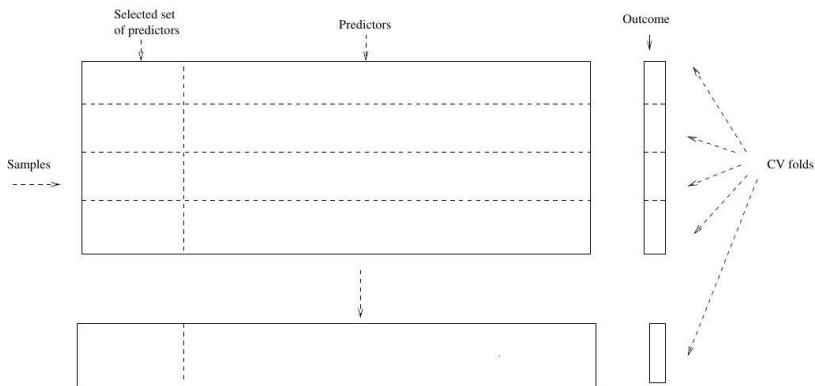 Selected set
of predictors
Predictors
Outcome
Samples
CV folds